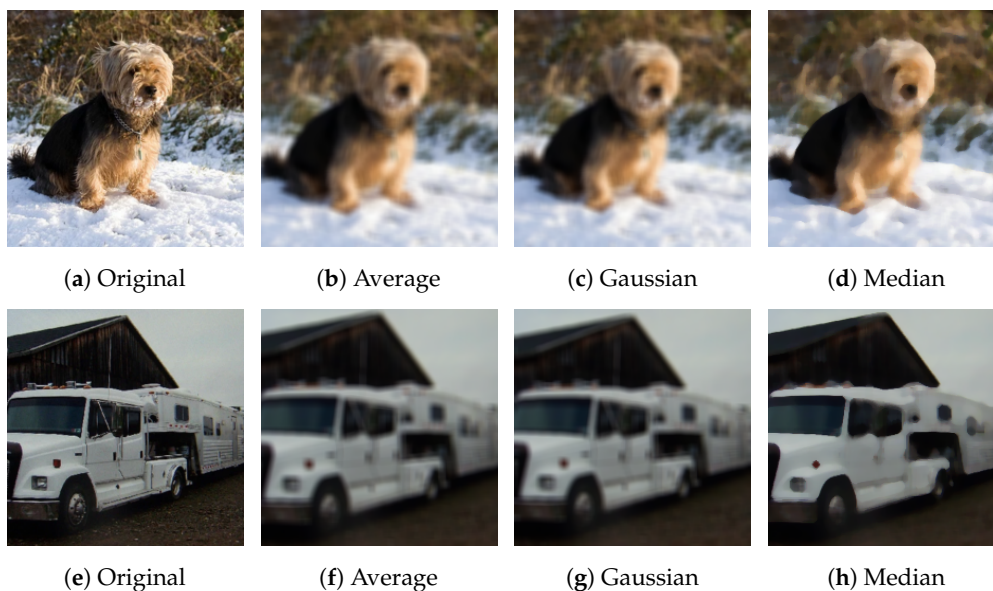 (a) Original
(b) Average
(c) Gaussian
(d) Median
(e) Original
(f) Average
(g) Gaussian
(h) Median